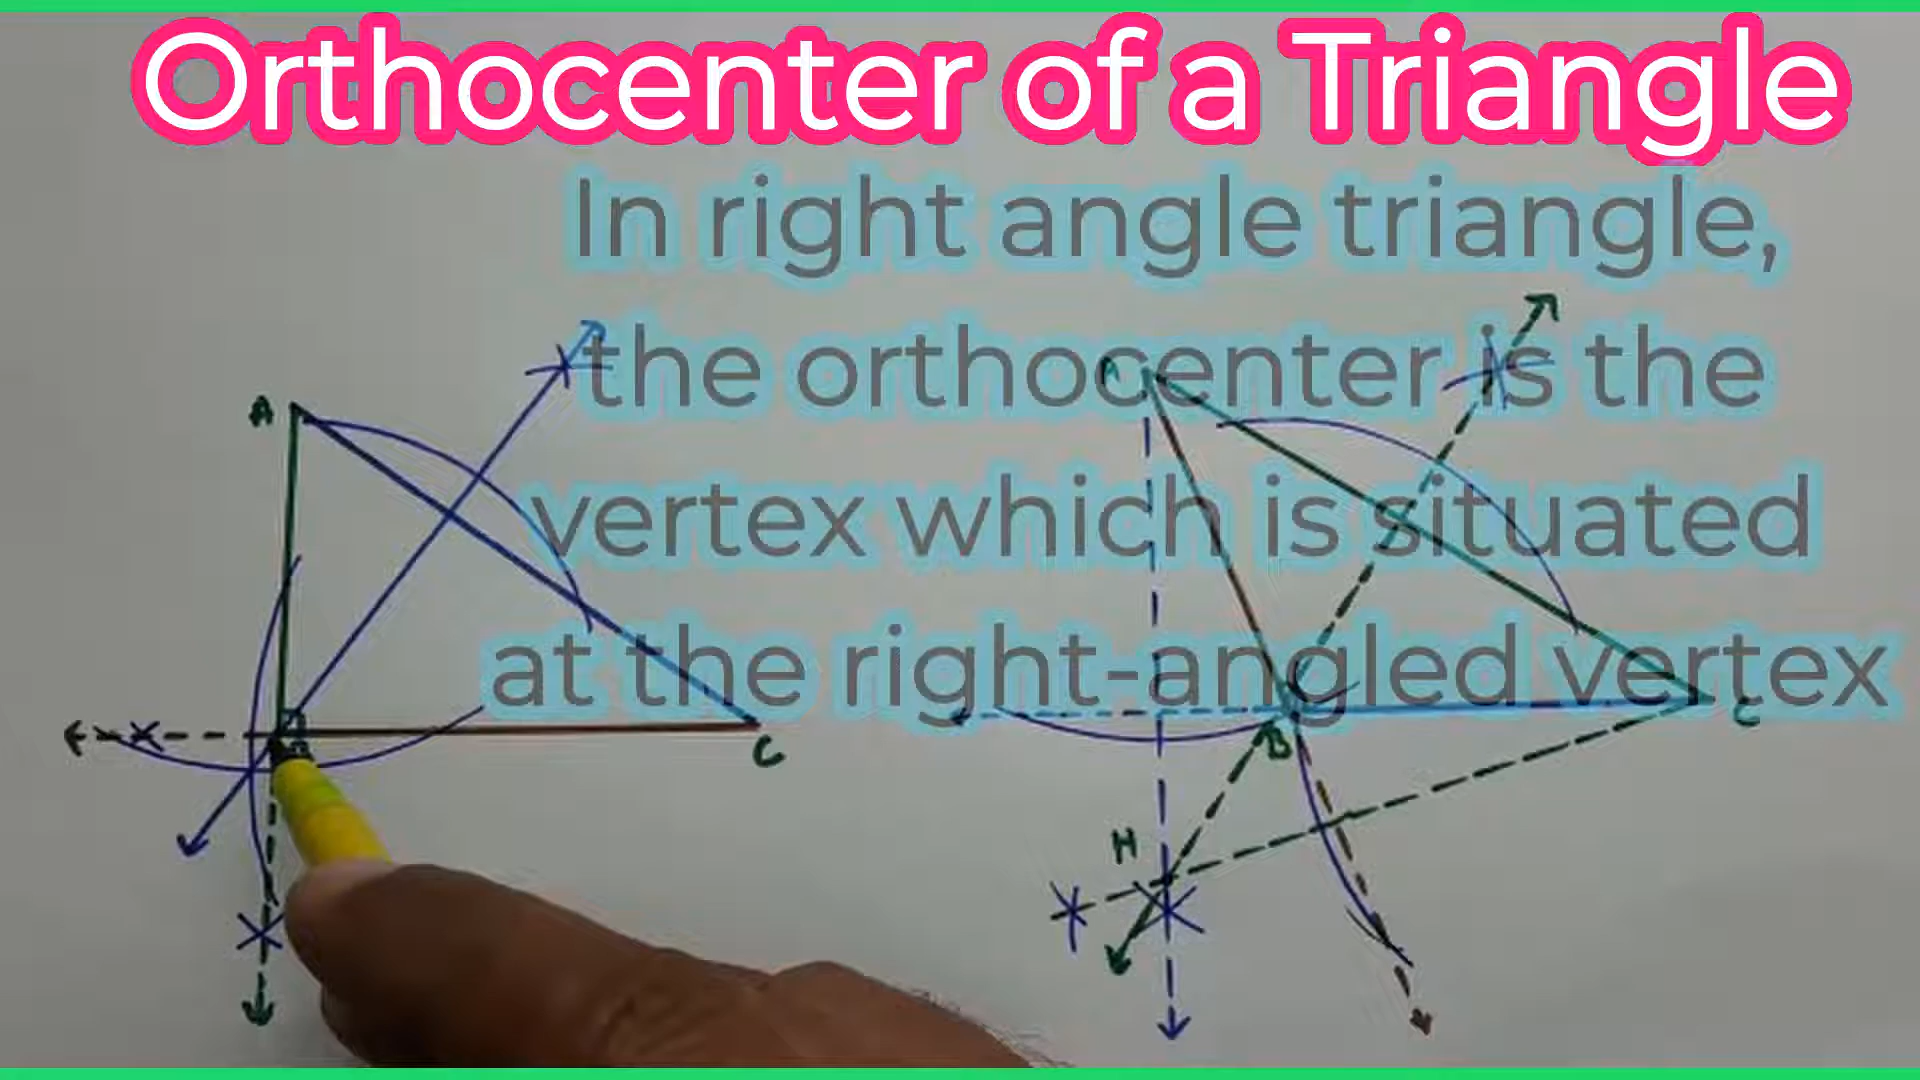 Orthocenter of a Triangle
In right angle triangle,
the orthocenter is the
vertex which is situated
at the right-angled vertex
A
A
C
C
B
H